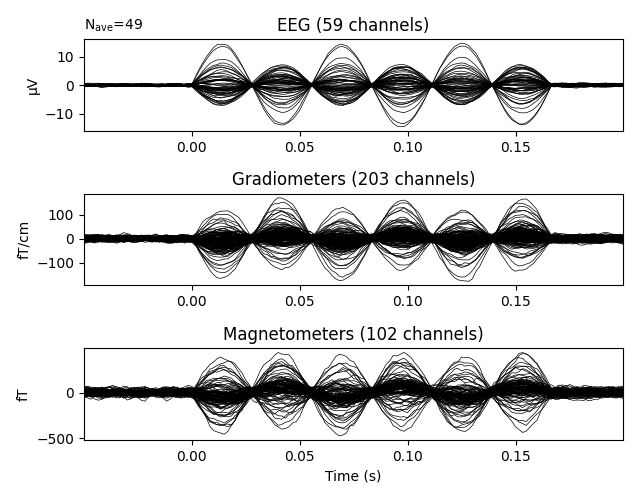 N_ave=49
EEG (59 channels)
µV
10
0
−10
0.00 0.05 0.10 0.15
Gradiometers (203 channels)
fT/cm
100
0
−100
0.00 0.05 0.10 0.15
Magnetometers (102 channels)
fT
0
−500
0.00 0.05 0.10 0.15
Time (s)